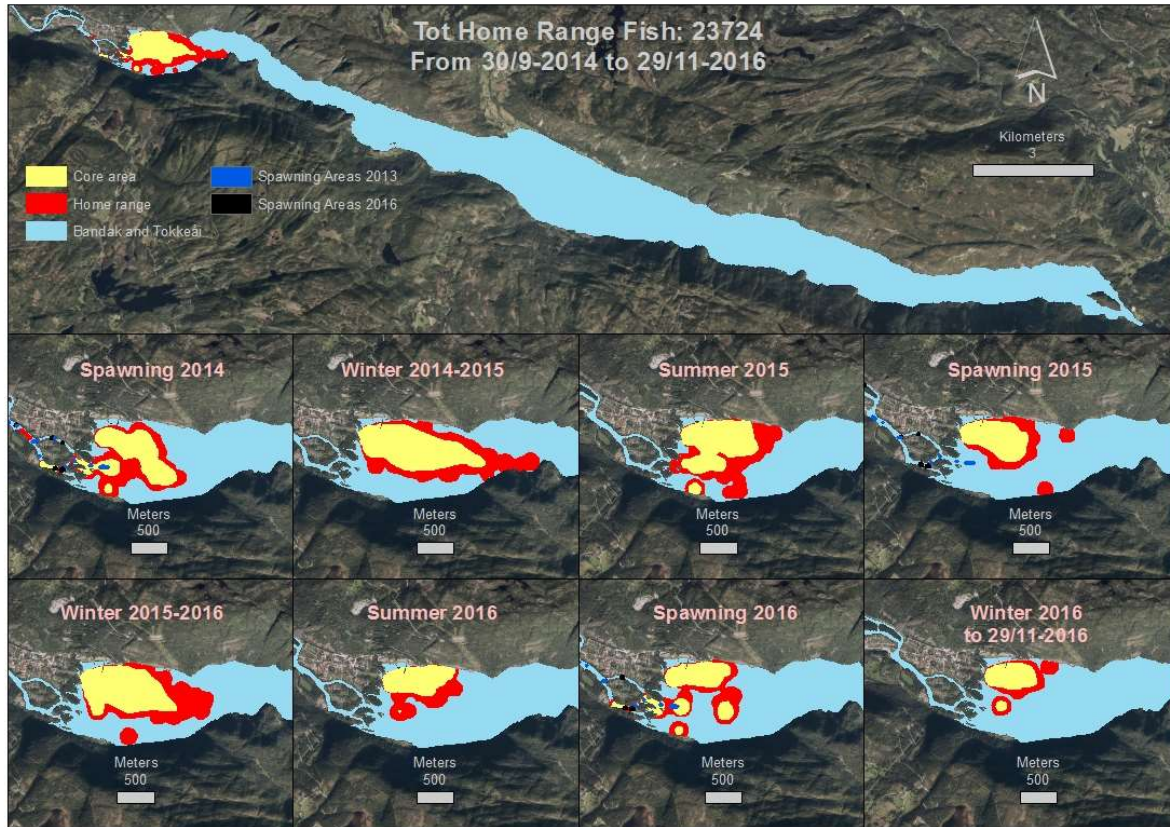 Tot Home Range Fish: 23724
From 30/9-2014 to 29/11-2016
N
Kilometers
3
Core area
Spawning Areas 2013
Home range
Spawning Areas 2016
Bandak and Tokkeåi
Spawning 2014
Winter 2014-2015
Summer 2015
Spawning 2015
Meters
500
Meters
500
Meters
500
Meters
500
Winter 2015-2016
Summer 2016
Spawning 2016
Winter 2016
to 29/11-2016
Meters
500
Meters
500
Meters
500
Meters
500